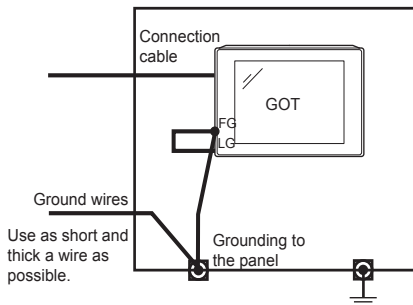 Connection
cable
GOT
FG
LG
Ground wires
Use as short and
thick a wire as
possible.
Grounding to
the panel